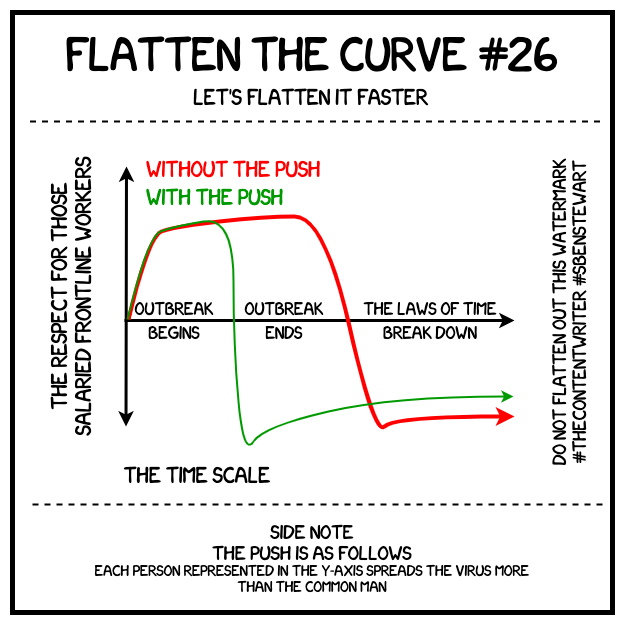 FLATTEN THE CURVE #26
LET'S FLATTEN IT FASTER
WITHOUT THE PUSH
WITH THE PUSH
THE RESPECT FOR THOSE
SALARIED FRONTLINE WORKERS
OUTBREAK
BEGINS
OUTBREAK
ENDS
THE LAWS OF TIME
BREAK DOWN
THE TIME SCALE
DO NOT FLATTEN OUT THIS WATERMARK
#THECONTENTWRITER #SBENSTEWART
SIDE NOTE
THE PUSH IS AS FOLLOWS
EACH PERSON REPRESENTED IN THE Y-AXIS SPREADS THE VIRUS MORE
THAN THE COMMON MAN